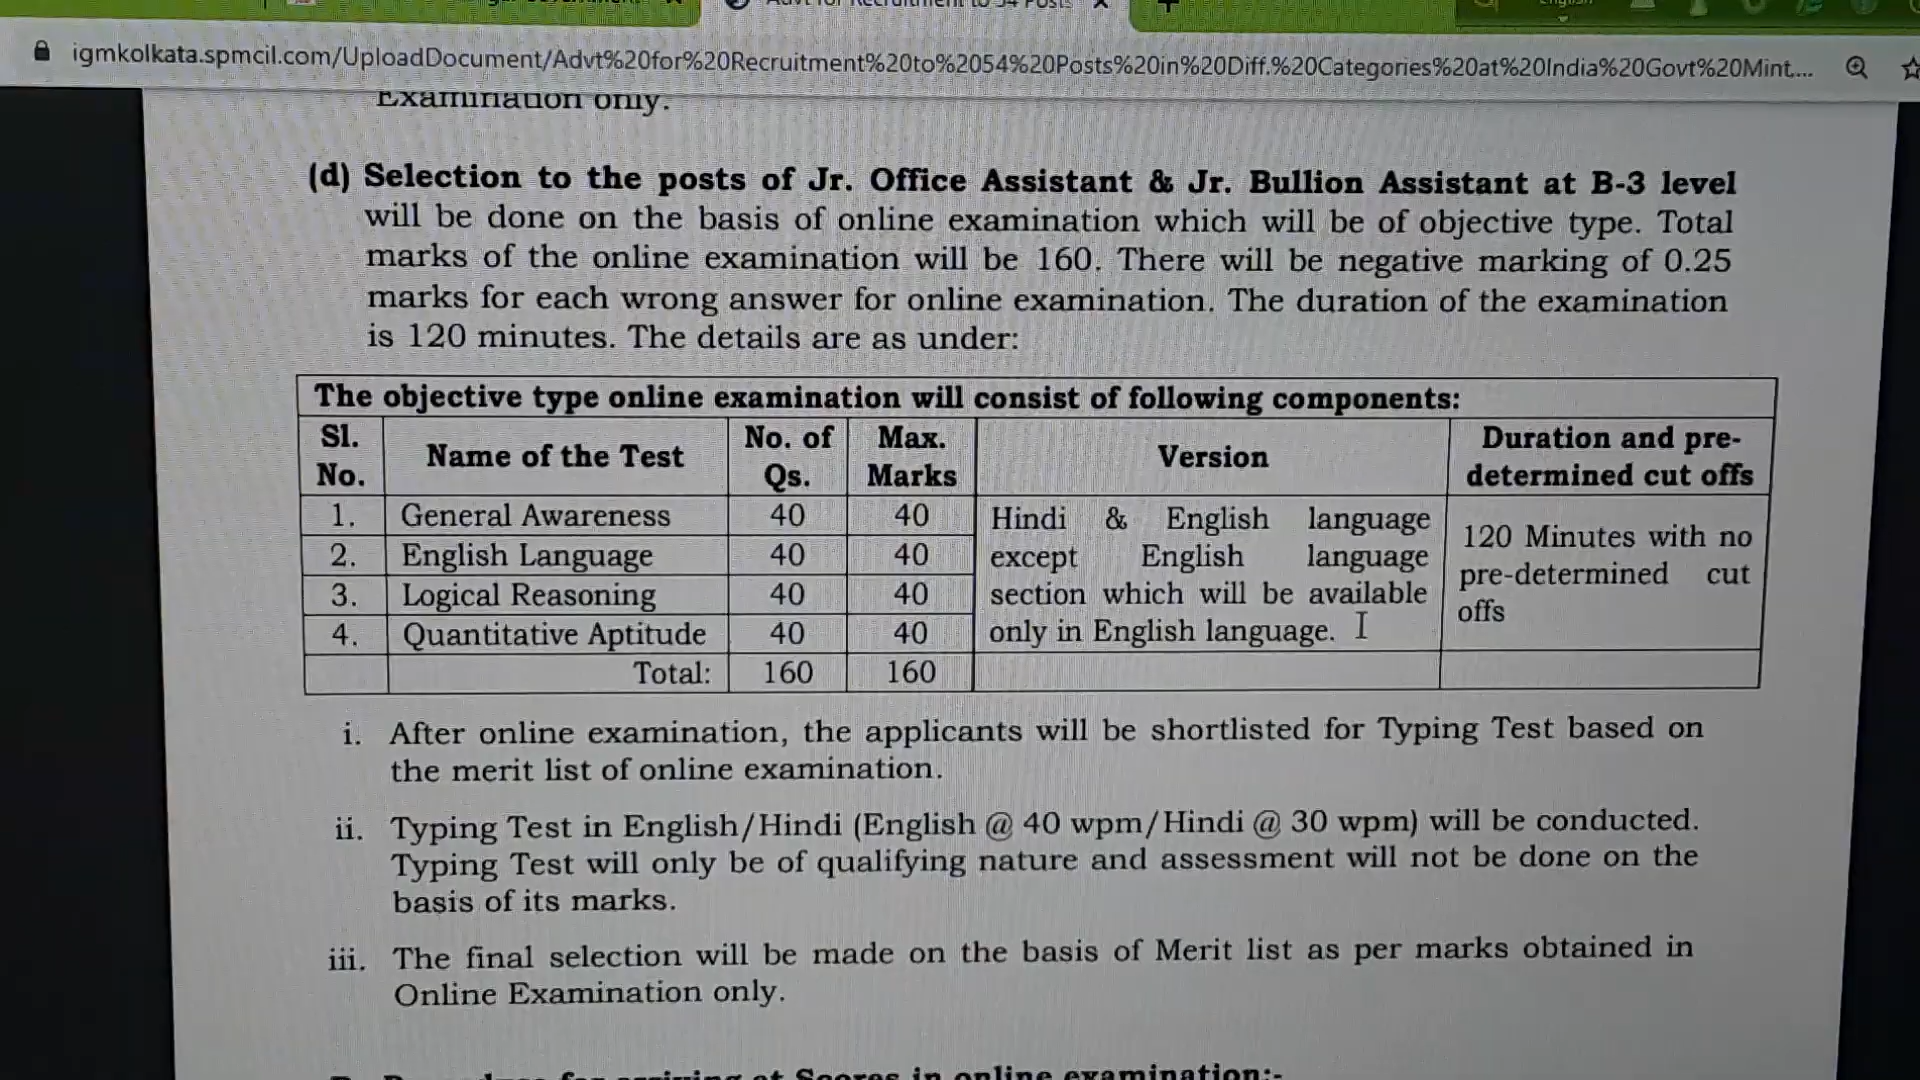 igmkolkata.spmcil.com/UploadDocument/Advt%20for%20Recruitment%20to%2054%20Posts%20in%20Diff.%20Categories%20at%20India%20Govt%20Mint,...
Examination only.
(d) Selection to the posts of Jr. Office Assistant & Jr. Bullion Assistant at B-3 level
will be done on the basis of online examination which will be of objective type. Total
marks of the online examination will be 160. There will be negative marking of 0.25
marks for each wrong answer for online examination. The duration of the examination
is 120 minutes. The details are as under:
The objective type online examination will consist of following components:
Sl. No. Name of the Test No. of Qs. Max. Marks Version Duration and pre-determined cut offs
1. General Awareness 40 40
2. English Language 40 40
3. Logical Reasoning 40 40
4. Quantitative Aptitude 40 40
Hindi & English language
except English language
section which will be available
only in English language.
120 Minutes with no
pre-determined cut
offs
Total: 160 160
i. After online examination, the applicants will be shortlisted for Typing Test based on
the merit list of online examination.
ii. Typing Test in English/Hindi (English @ 40 wpm/Hindi @ 30 wpm) will be conducted.
Typing Test will only be of qualifying nature and assessment will not be done on the
basis of its marks.
iii. The final selection will be made on the basis of Merit list as per marks obtained in
Online Examination only.
at Scores in online examination:-